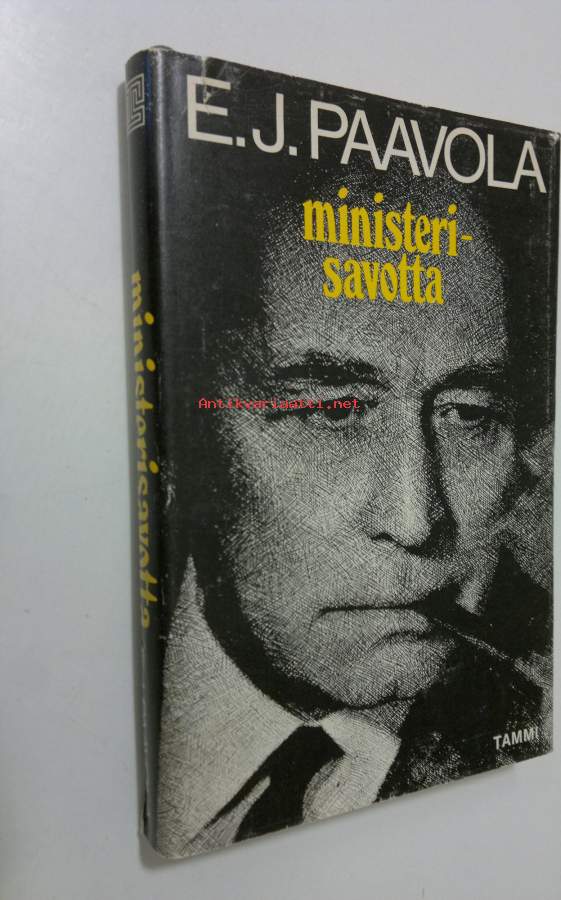 E.J. PAAVOLA
ministeri-
savotta
Antikvariaatti.net
TAMMI
ministerisavotta